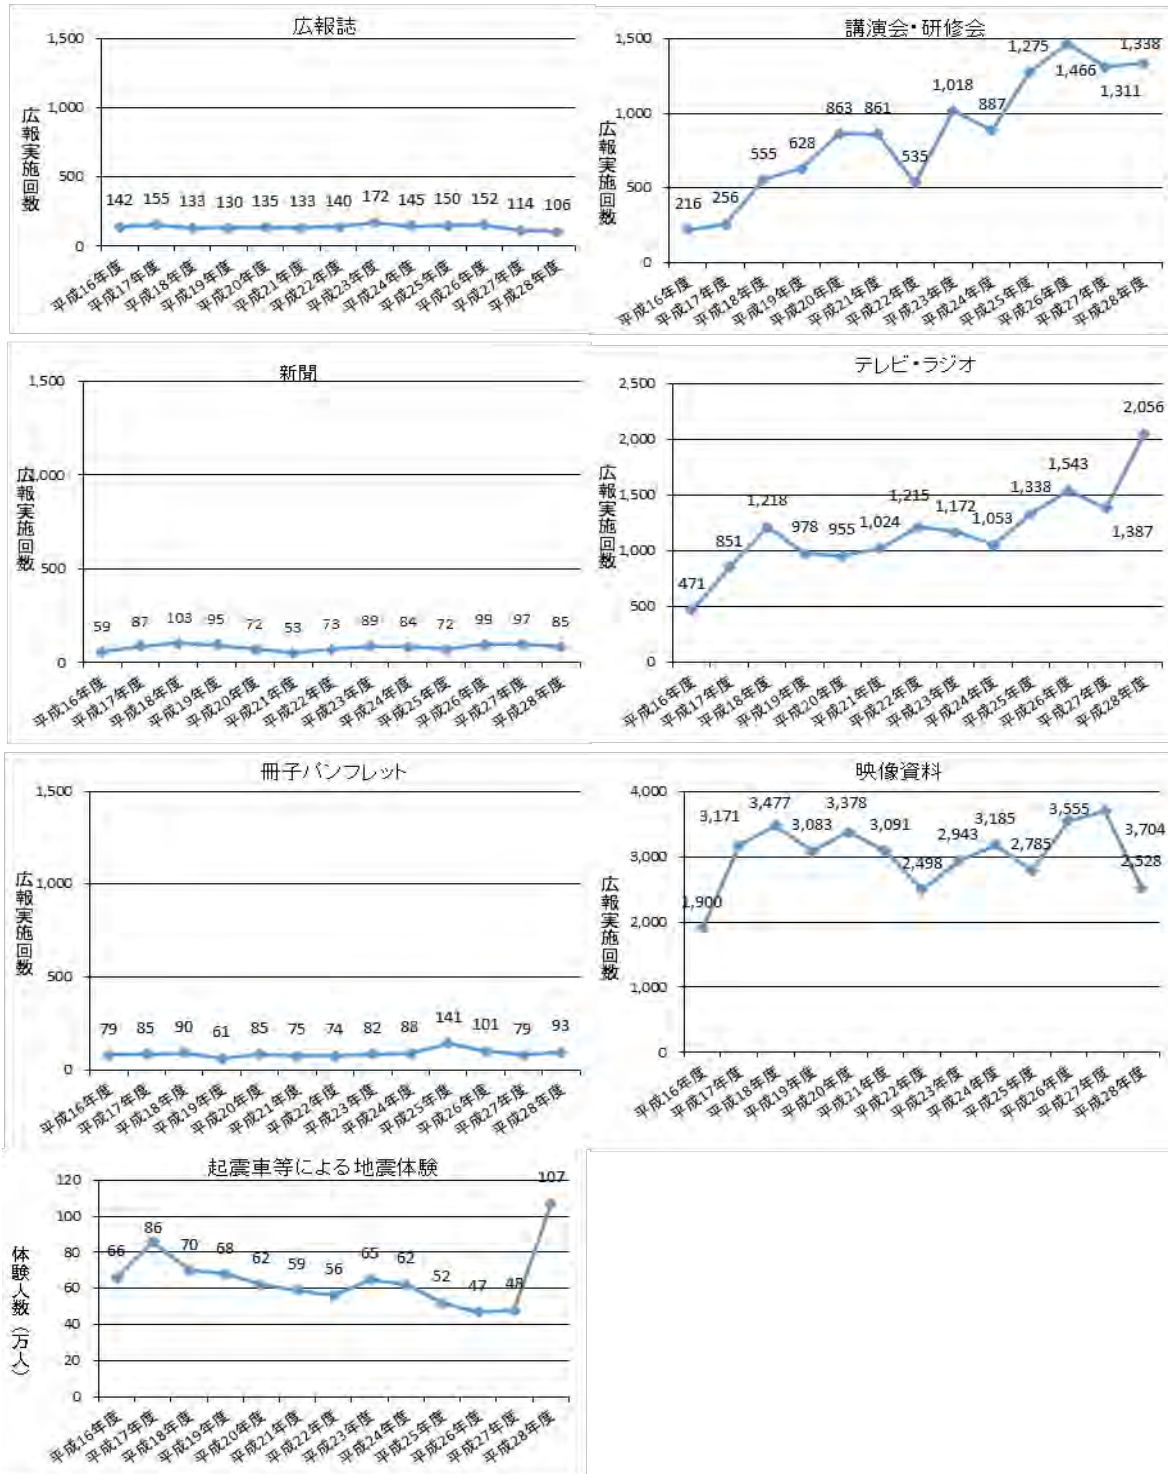 広報誌
1,500
1,000
500
0
広報実施回数
142 155 133 130 135 133 140 172 145 150 152 114 106
平成16年度 平成17年度 平成18年度 平成19年度 平成20年度 平成21年度 平成22年度 平成23年度 平成24年度 平成25年度 平成26年度 平成27年度 平成28年度
講演会・研修会
1,500
1,000
500
0
広報実施回数
216 256 555 628 863 861 535 1,018 887 1,275 1,466 1,311 1,338
平成16年度 平成17年度 平成18年度 平成19年度 平成20年度 平成21年度 平成22年度 平成23年度 平成24年度 平成25年度 平成26年度 平成27年度 平成28年度
新聞
1,500
1,000
500
0
広報実施回数
59 87 103 95 72 53 73 89 84 72 99 97 85
平成16年度 平成17年度 平成18年度 平成19年度 平成20年度 平成21年度 平成22年度 平成23年度 平成24年度 平成25年度 平成26年度 平成27年度 平成28年度
テレビ・ラジオ
2,500
2,000
1,500
1,000
500
0
広報実施回数
471 851 1,218 978 955 1,024 1,215 1,172 1,053 1,338 1,543 1,387 2,056
平成16年度 平成17年度 平成18年度 平成19年度 平成20年度 平成21年度 平成22年度 平成23年度 平成24年度 平成25年度 平成26年度 平成27年度 平成28年度
冊子パンフレット
1,500
1,000
500
0
広報実施回数
79 85 90 61 85 75 74 82 88 141 101 79 93
平成16年度 平成17年度 平成18年度 平成19年度 平成20年度 平成21年度 平成22年度 平成23年度 平成24年度 平成25年度 平成26年度 平成27年度 平成28年度
映像資料
4,000
3,000
2,000
1,000
0
広報実施回数
1,900 3,171 3,477 3,083 3,378 3,091 2,498 2,943 3,185 2,785 3,555 3,704 2,528
平成16年度 平成17年度 平成18年度 平成19年度 平成20年度 平成21年度 平成22年度 平成23年度 平成24年度 平成25年度 平成26年度 平成27年度 平成28年度
起震車等による地震体験
120
100
80
60
40
20
0
体験人数（万人）
66 86 70 68 62 59 56 65 62 52 47 48 107
平成16年度 平成17年度 平成18年度 平成19年度 平成20年度 平成21年度 平成22年度 平成23年度 平成24年度 平成25年度 平成26年度 平成27年度 平成28年度